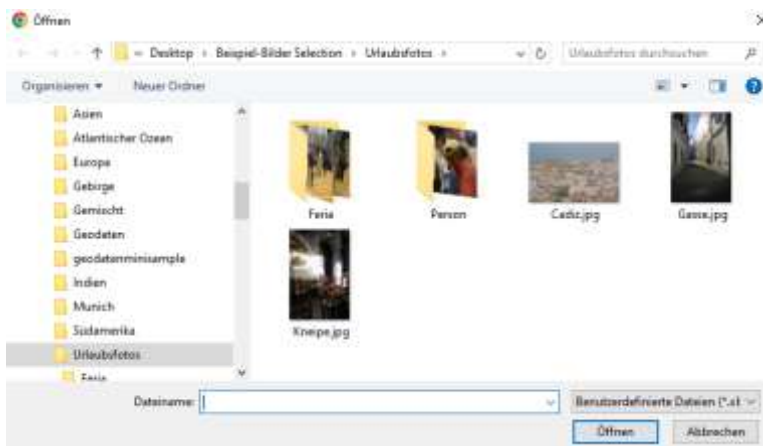 Öffnen
Desktop › Beispiel-Bilder Selection › Urlaubsfotos ›
Urlaubsfotos durchsuchen
Organisieren
Neuer Ordner
Asien
Atlantischer Ozean
Europa
Gebirge
Gemischt
Geodaten
geodatenminisample
Indien
Munich
Südamerika
Urlaubsfotos
Feria
Feria
Person
Cadiz.jpg
Gasse.jpg
Kneipe.jpg
Dateiname:
Benutzerdefinierte Dateien (*.
Öffnen
Abbrechen